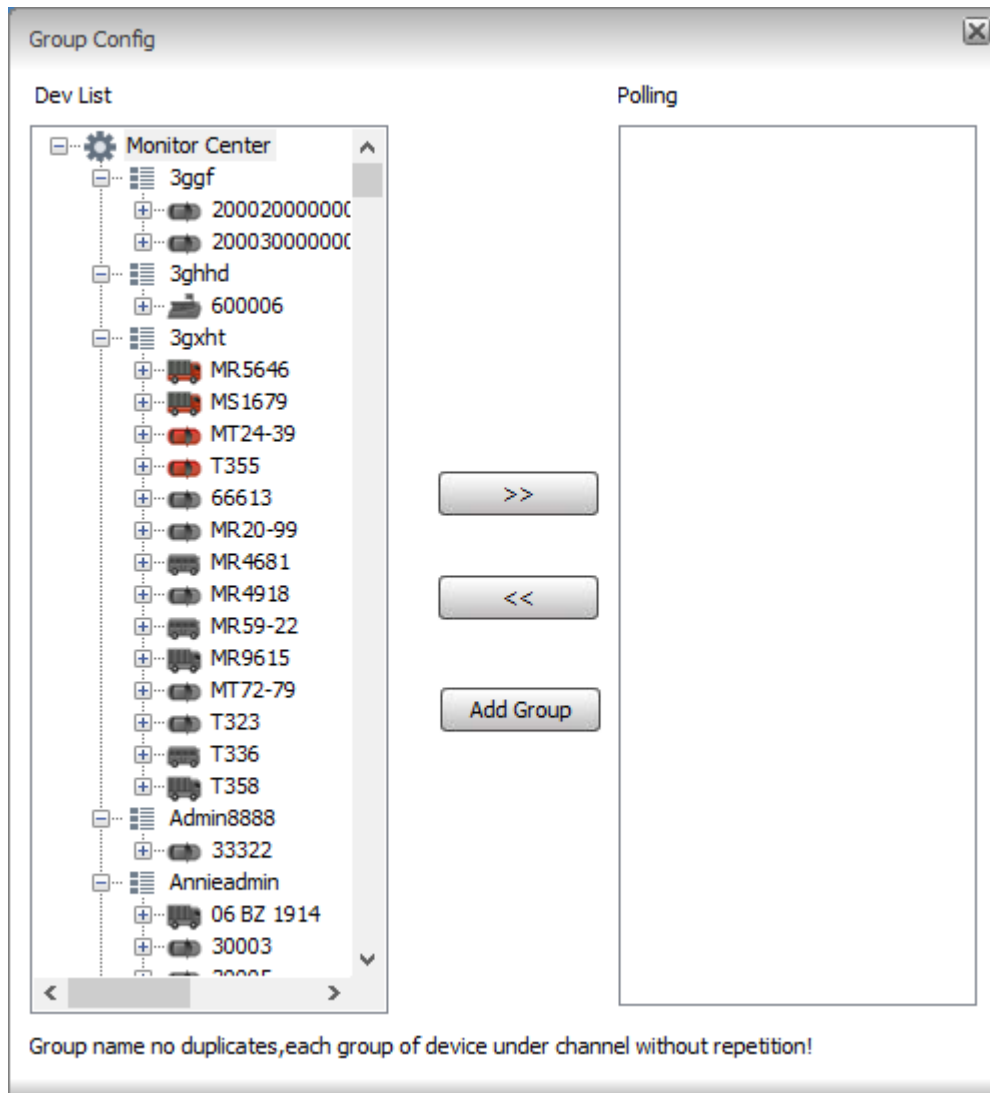 Group Config
Dev List
Polling
Monitor Center
3ggf
200020000000
200030000000
3ghhd
600006
3gxht
MR5646
MS1679
MT24-39
T355
66613
MR20-99
MR4681
MR4918
MR59-22
MR9615
MT72-79
T323
T336
T358
Admin8888
33322
Annieadmin
06 BZ 1914
30003
>>
<<
Add Group
Group name no duplicates,each group of device under channel without repetition!